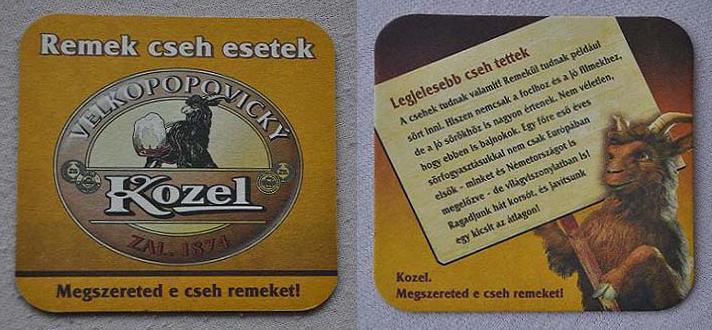 Remek cseh esetek
VELKOPOPOVICKÝ
Kozel
ZAL. 1874
Megszereted e cseh remeket!
Legjelesebb cseh tettek
A csehek tudnak valamit! Remekül tudnak például
sört inni. Hiszen nemcsak a focihoz és a jó filmekhez,
de a jó sörökhöz is nagyon értenek. Nem véletlen,
hogy ebben is bajnokok. Egy főre eső éves
sörfogyasztásukkal nem csak Európában
elsők - minket és Németországot is
megelőzve - de világviszonylatban is!
Ragadjunk hát korsót, és javítsunk
egy kicsit az átlagon!
Kozel.
Megszereted e cseh remeket!